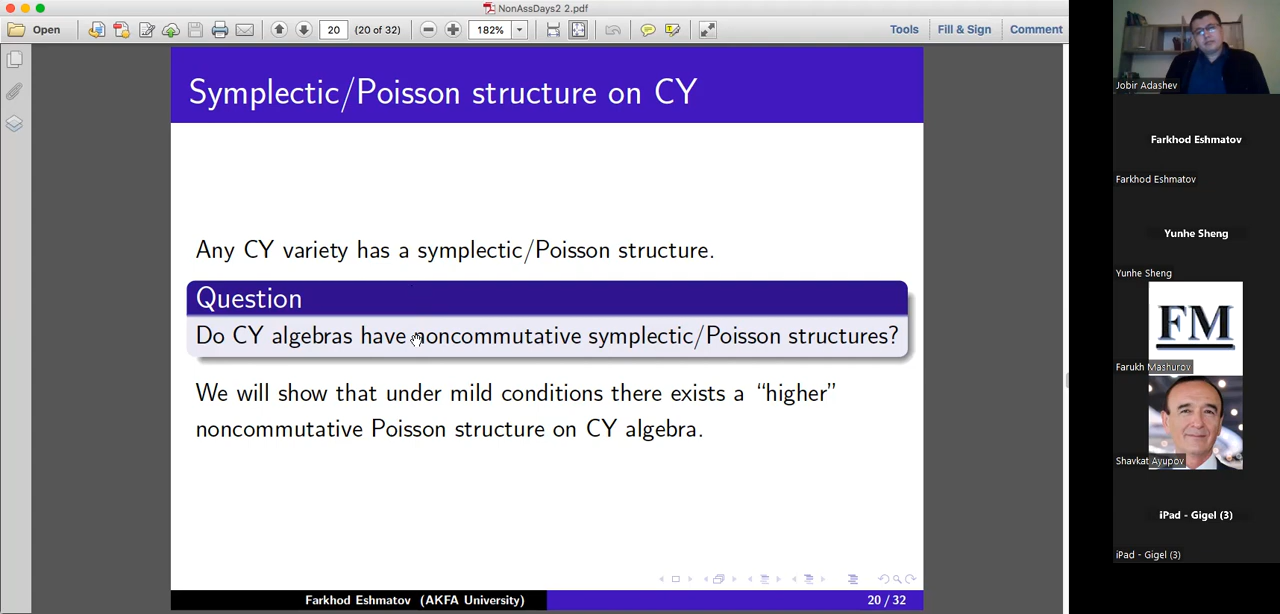 NonAssDays2 2.pdf
Open
20
(20 of 32)
182%
Tools
Fill & Sign
Comment
Symplectic/Poisson structure on CY
Any CY variety has a symplectic/Poisson structure.
Question
Do CY algebras have noncommutative symplectic/Poisson structures?
We will show that under mild conditions there exists a “higher”
noncommutative Poisson structure on CY algebra.
Farkhod Eshmatov (AKFA University)
20 / 32
Jobir Adashev
Farkhod Eshmatov
Farkhod Eshmatov
Yunhe Sheng
Yunhe Sheng
FM
Farukh Mashurov
Shavkat Ayupov
iPad - Gigel (3)
iPad - Gigel (3)